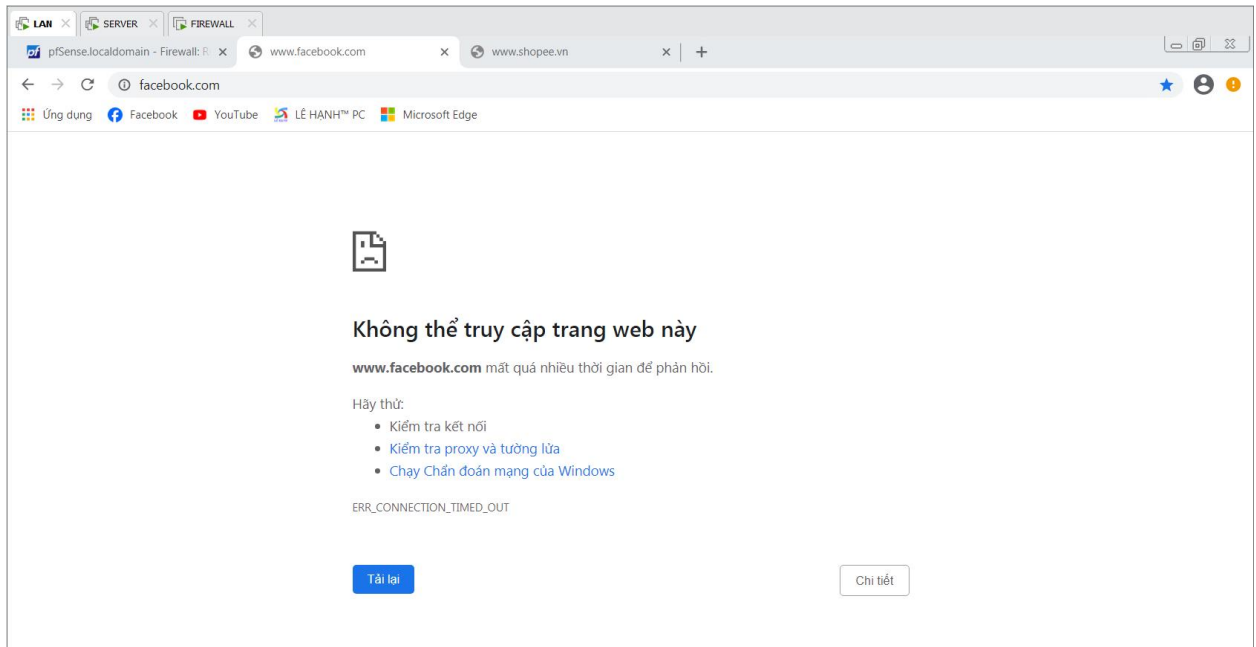 LAN SERVER FIREWALL
pfSense.localdomain - Firewall: R www.facebook.com www.shopee.vn
facebook.com
Ứng dụng Facebook YouTube LÊ HẠNH™ PC Microsoft Edge
Không thể truy cập trang web này
www.facebook.com mất quá nhiều thời gian để phản hồi.
Hãy thử:
Kiểm tra kết nối
Kiểm tra proxy và tường lửa
Chạy Chẩn đoán mạng của Windows
ERR_CONNECTION_TIMED_OUT
Tải lại Chi tiết